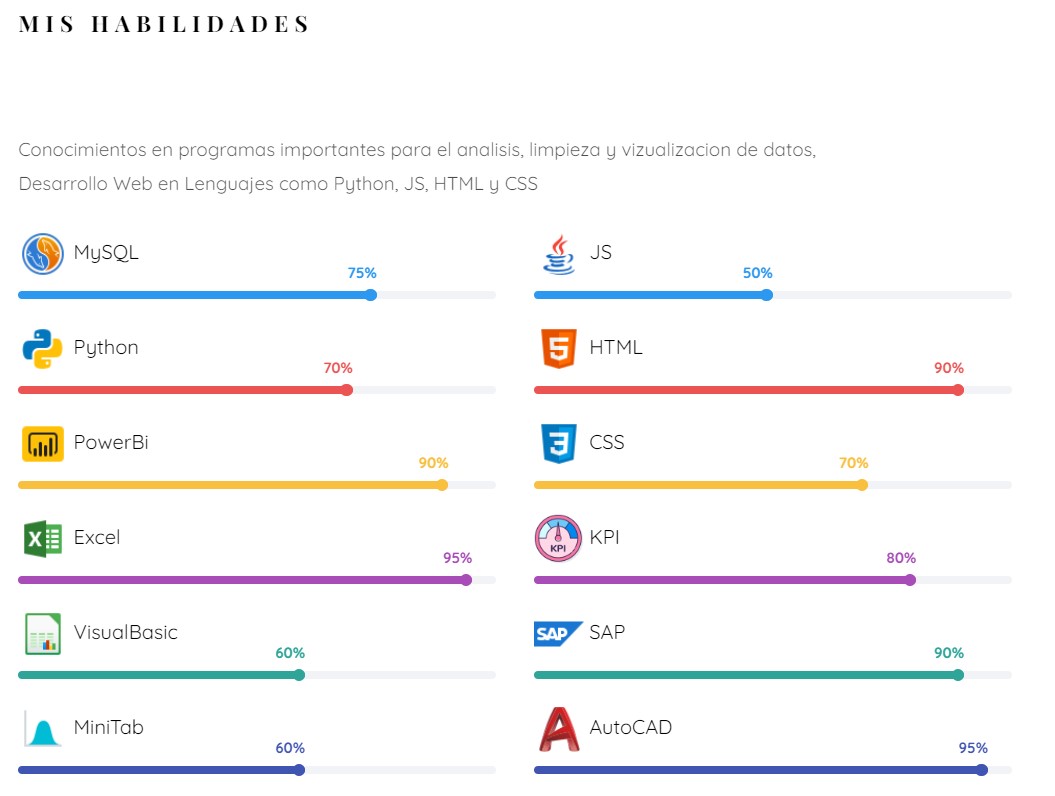 MIS HABILIDADES
Conocimientos en programas importantes para el analisis, limpieza y vizualizacion de datos,
Desarrollo Web en Lenguajes como Python, JS, HTML y CSS
MySQL
75%
JS
50%
Python
70%
HTML
90%
PowerBi
90%
CSS
70%
Excel
95%
KPI
KPI
80%
VisualBasic
60%
SAP
SAP
90%
MiniTab
60%
AutoCAD
95%